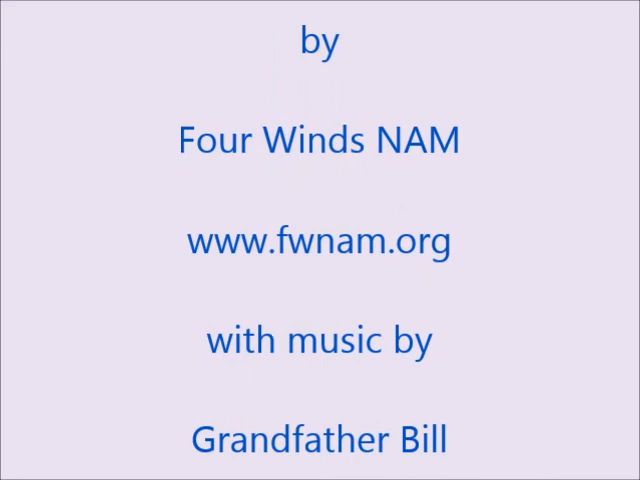 by
Four Winds NAM
www.fwnam.org
with music by
Grandfather Bill